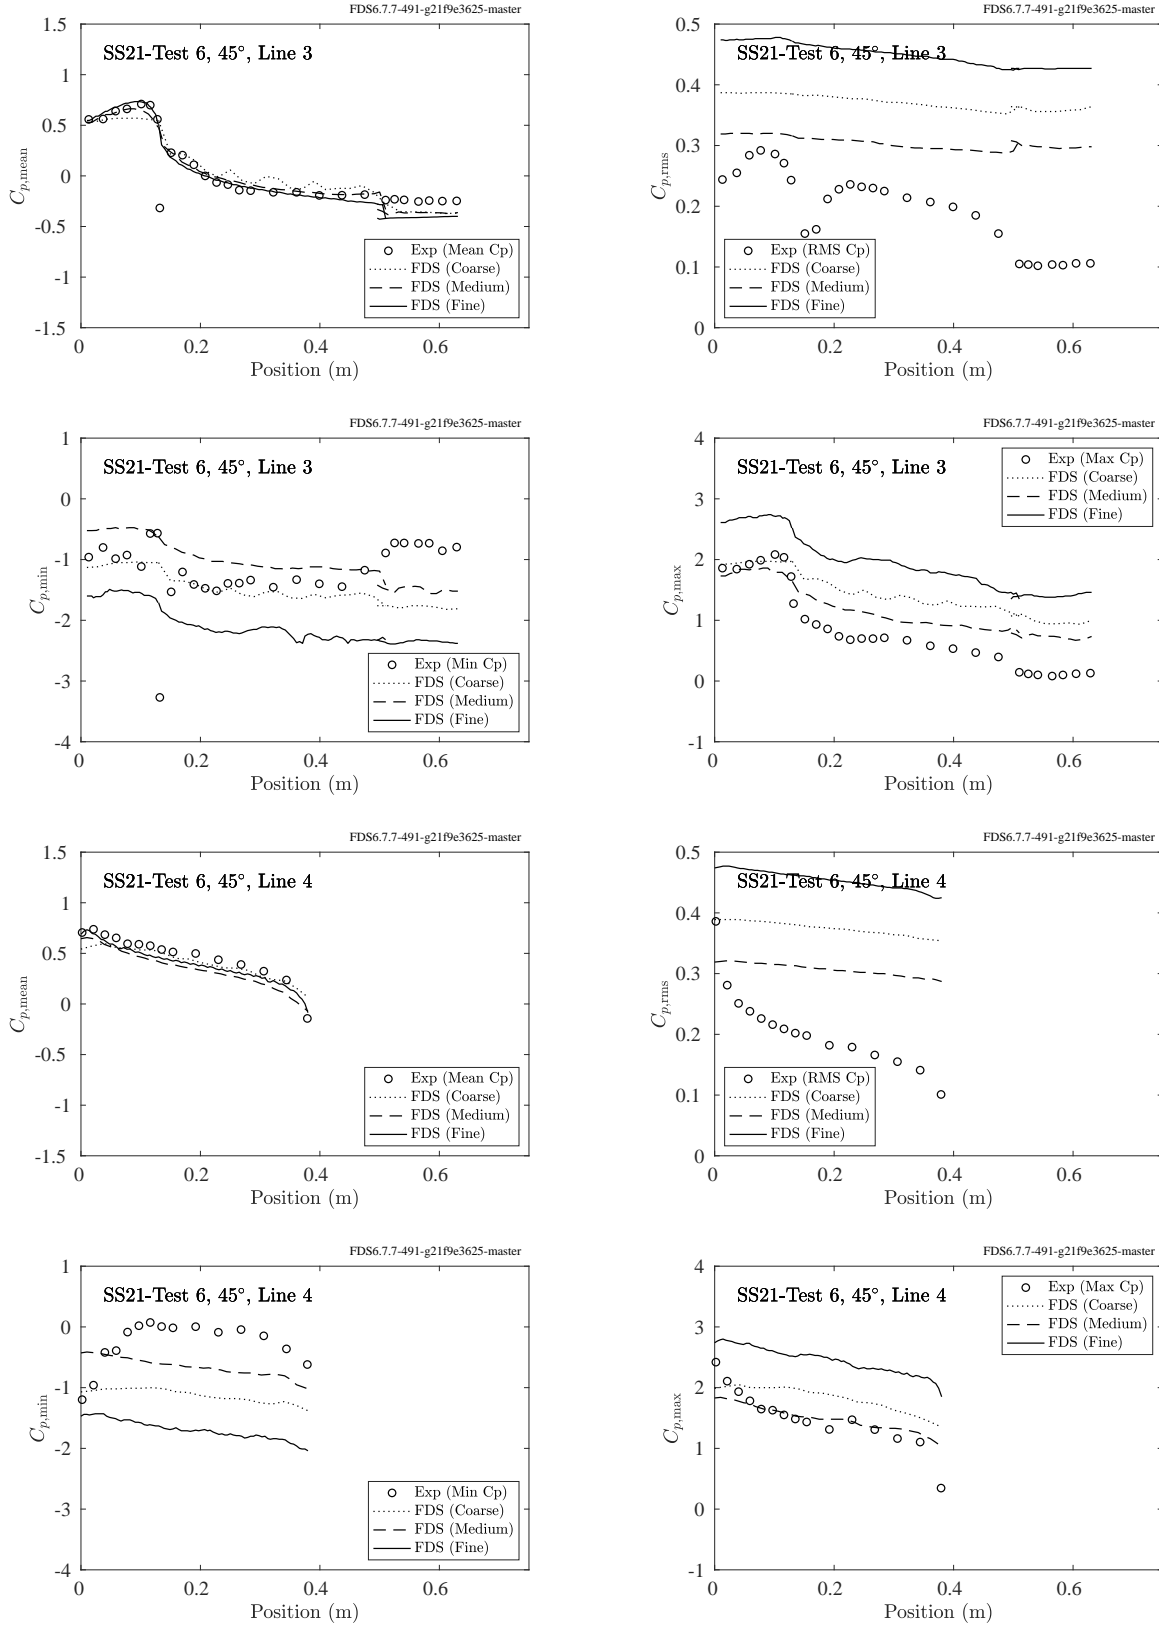 FDS6.7.7-491-g21f9e3625-master
SS21-Test 6, 45°, Line 3
1.5
1
0.5
0
-0.5
-1
-1.5
C_{p,mean}
0 0.2 0.4 0.6
Position (m)
Exp (Mean Cp)
FDS (Coarse)
FDS (Medium)
FDS (Fine)
FDS6.7.7-491-g21f9e3625-master
SS21-Test 6, 45°, Line 3
0.5
0.4
0.3
0.2
0.1
0
C_{p,rms}
0 0.2 0.4 0.6
Position (m)
Exp (RMS Cp)
FDS (Coarse)
FDS (Medium)
FDS (Fine)
FDS6.7.7-491-g21f9e3625-master
SS21-Test 6, 45°, Line 3
1
0
-1
-2
-3
-4
C_{p,min}
0 0.2 0.4 0.6
Position (m)
Exp (Min Cp)
FDS (Coarse)
FDS (Medium)
FDS (Fine)
FDS6.7.7-491-g21f9e3625-master
SS21-Test 6, 45°, Line 3
4
3
2
1
0
-1
C_{p,max}
0 0.2 0.4 0.6
Position (m)
Exp (Max Cp)
FDS (Coarse)
FDS (Medium)
FDS (Fine)
FDS6.7.7-491-g21f9e3625-master
SS21-Test 6, 45°, Line 4
1.5
1
0.5
0
-0.5
-1
-1.5
C_{p,mean}
0 0.2 0.4 0.6
Position (m)
Exp (Mean Cp)
FDS (Coarse)
FDS (Medium)
FDS (Fine)
FDS6.7.7-491-g21f9e3625-master
SS21-Test 6, 45°, Line 4
0.5
0.4
0.3
0.2
0.1
0
C_{p,rms}
0 0.2 0.4 0.6
Position (m)
Exp (RMS Cp)
FDS (Coarse)
FDS (Medium)
FDS (Fine)
FDS6.7.7-491-g21f9e3625-master
SS21-Test 6, 45°, Line 4
1
0
-1
-2
-3
-4
C_{p,min}
0 0.2 0.4 0.6
Position (m)
Exp (Min Cp)
FDS (Coarse)
FDS (Medium)
FDS (Fine)
FDS6.7.7-491-g21f9e3625-master
SS21-Test 6, 45°, Line 4
4
3
2
1
0
-1
C_{p,max}
0 0.2 0.4 0.6
Position (m)
Exp (Max Cp)
FDS (Coarse)
FDS (Medium)
FDS (Fine)